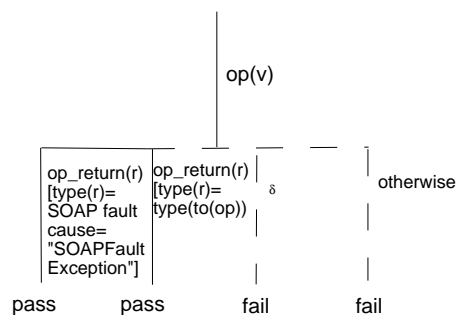 op(v)
op_return(r)
[type(r)=
SOAP fault
cause=
"SOAPFault
Exception"]
op_return(r)
[type(r)=
type(to(op))
δ
otherwise
pass
pass
fail
fail